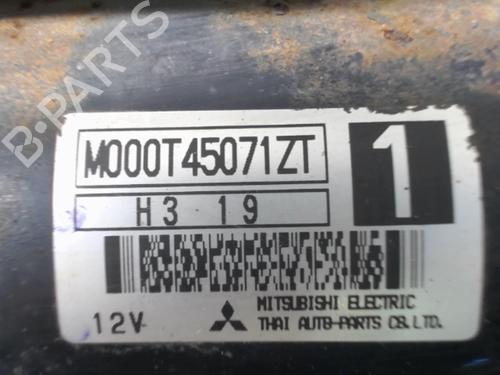 B-PARTS
M000T45071ZT
1
H3 19
12V
MITSUBISHI ELECTRIC
THAI AUTO-PARTS CO.LTD.